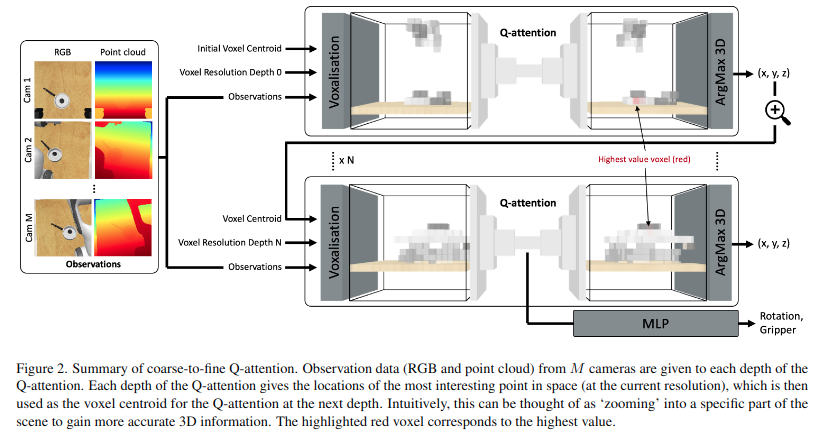 RGB
Point cloud
Cam 1
Cam 2
Cam M
Observations
Initial Voxel Centroid
Voxel Resolution Depth 0
Observations
Voxelisation
Q-attention
ArgMax 3D
(x, y, z)
x N
Highest value voxel (red)
Voxel Centroid
Voxel Resolution Depth N
Observations
Voxelisation
Q-attention
ArgMax 3D
(x, y, z)
MLP
Rotation,
Gripper
Figure 2. Summary of coarse-to-fine Q-attention. Observation data (RGB and point cloud) from M cameras are given to each depth of the
Q-attention. Each depth of the Q-attention gives the locations of the most interesting point in space (at the current resolution), which is then
used as the voxel centroid for the Q-attention at the next depth. Intuitively, this can be thought of as ‘zooming’ into a specific part of the
scene to gain more accurate 3D information. The highlighted red voxel corresponds to the highest value.